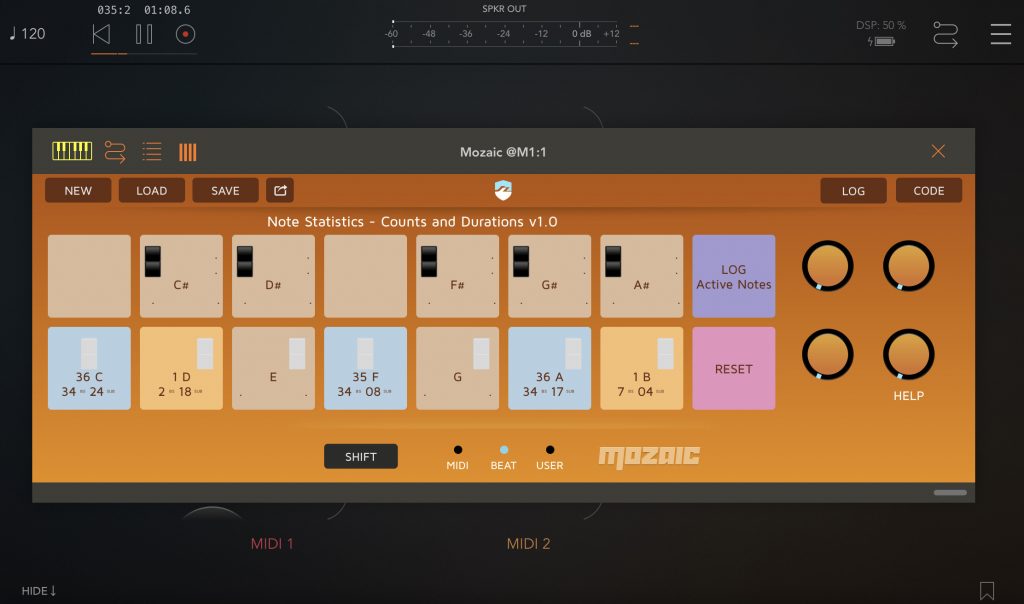 035:2 01:08.6
SPKR OUT
♩ 120
-60 -48 -36 -24 -12 0 dB +12
DSP: 50 %
Mozaic @M1:1
NEW LOAD SAVE LOG CODE
Note Statistics - Counts and Durations v1.0
C# D# F# G# A#
LOG
Active Notes
36 C 1 D E 35 F G 36 A 1 B
34 BS 24 SUB 2 BS 18 SUB 34 BS 08 SUB 34 BS 17 SUB 7 BS 04 SUB
RESET
HELP
SHIFT
MIDI BEAT USER
mozaic
MIDI 1 MIDI 2
HIDE↓